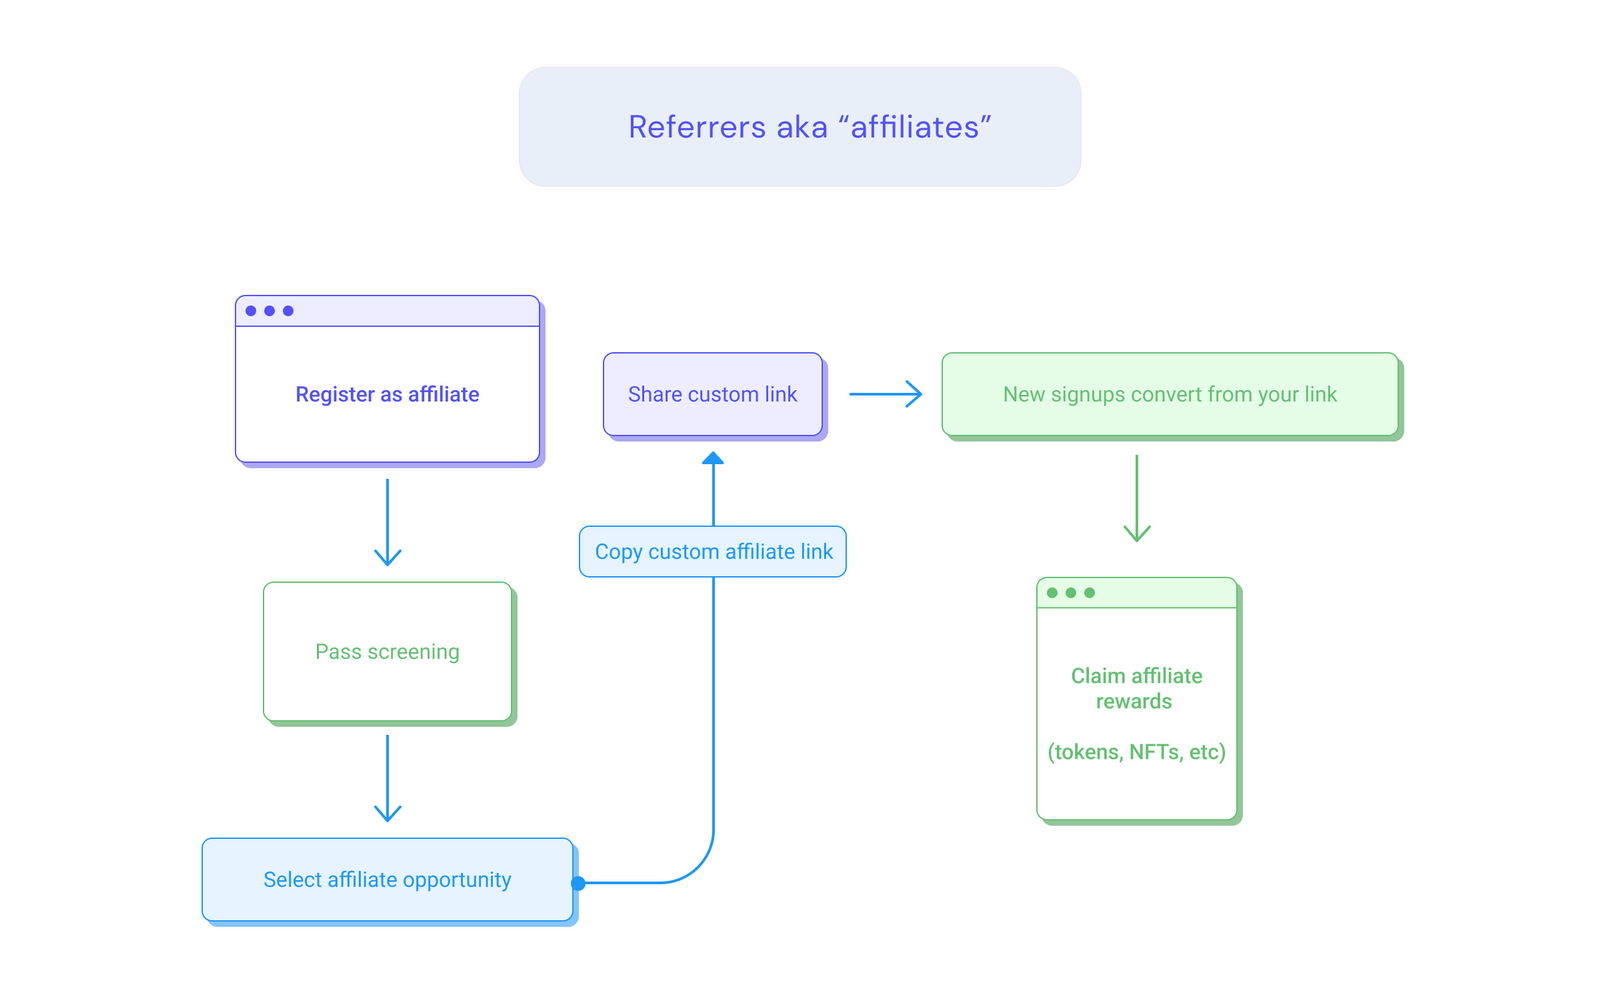 Referrers aka “affiliates”
Register as affiliate
Pass screening
Select affiliate opportunity
Copy custom affiliate link
Share custom link
New signups convert from your link
Claim affiliate
rewards
(tokens, NFTs, etc)